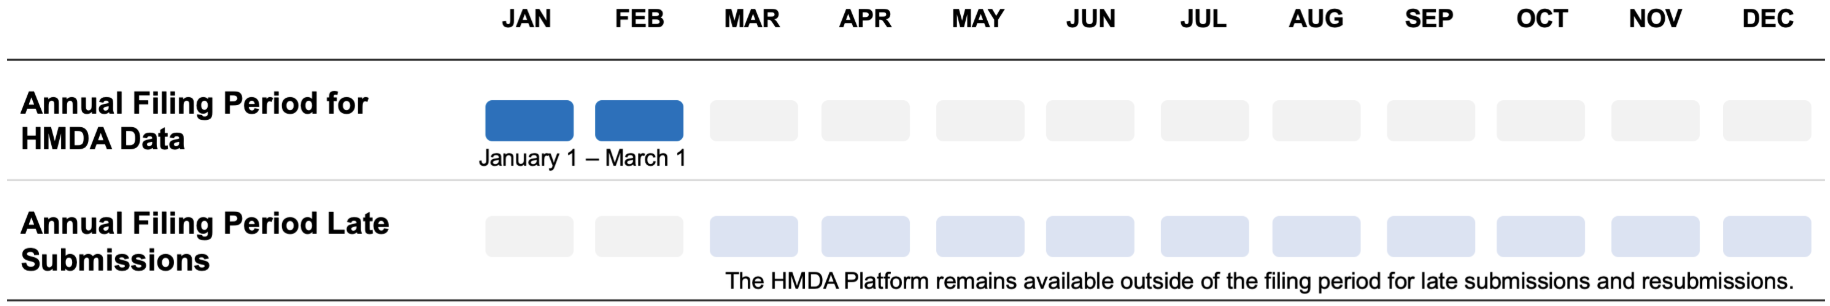 JAN FEB MAR APR MAY JUN JUL AUG SEP OCT NOV DEC
Annual Filing Period for
HMDA Data
January 1 – March 1
Annual Filing Period Late
Submissions
The HMDA Platform remains available outside of the filing period for late submissions and resubmissions.